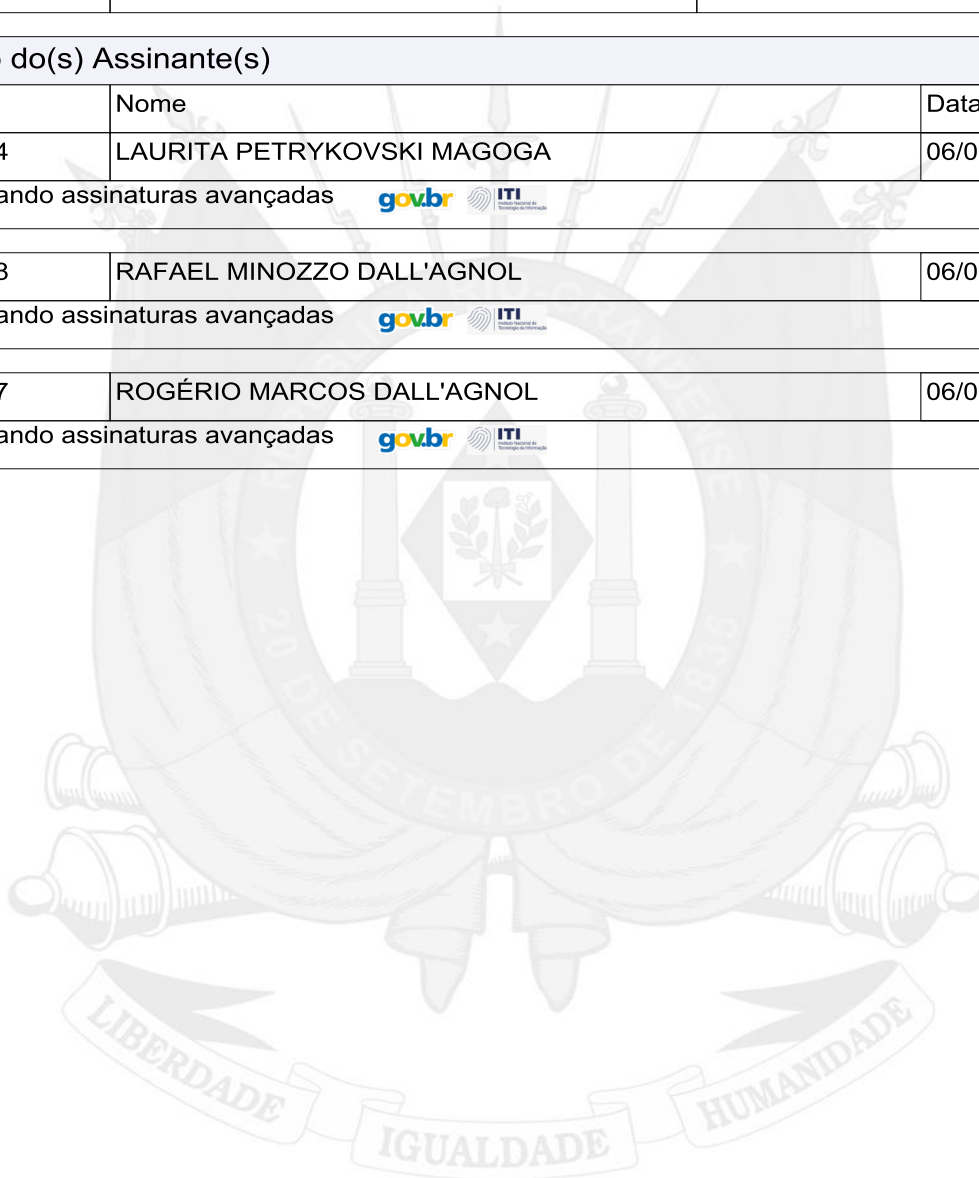 do(s) Assinante(s)
Nome Data
4 LAURITA PETRYKOVSKI MAGOGA 06/0
ando assinaturas avançadas gov.br ITI
RAFAEL MINOZZO DALL'AGNOL 06/0
ando assinaturas avançadas gov.br ITI
7 ROGÉRIO MARCOS DALL'AGNOL 06/0
ando assinaturas avançadas gov.br ITI
20 DE SETEMBRO DE 1835
LIBERDADE IGUALDADE HUMANIDADE